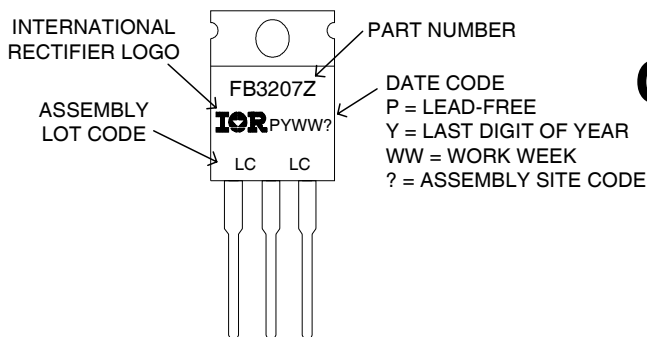 INTERNATIONAL
RECTIFIER LOGO
PART NUMBER
FB3207Z
ASSEMBLY
LOT CODE
IOR PYWW?
LC LC
DATE CODE
P = LEAD-FREE
Y = LAST DIGIT OF YEAR
WW = WORK WEEK
? = ASSEMBLY SITE CODE